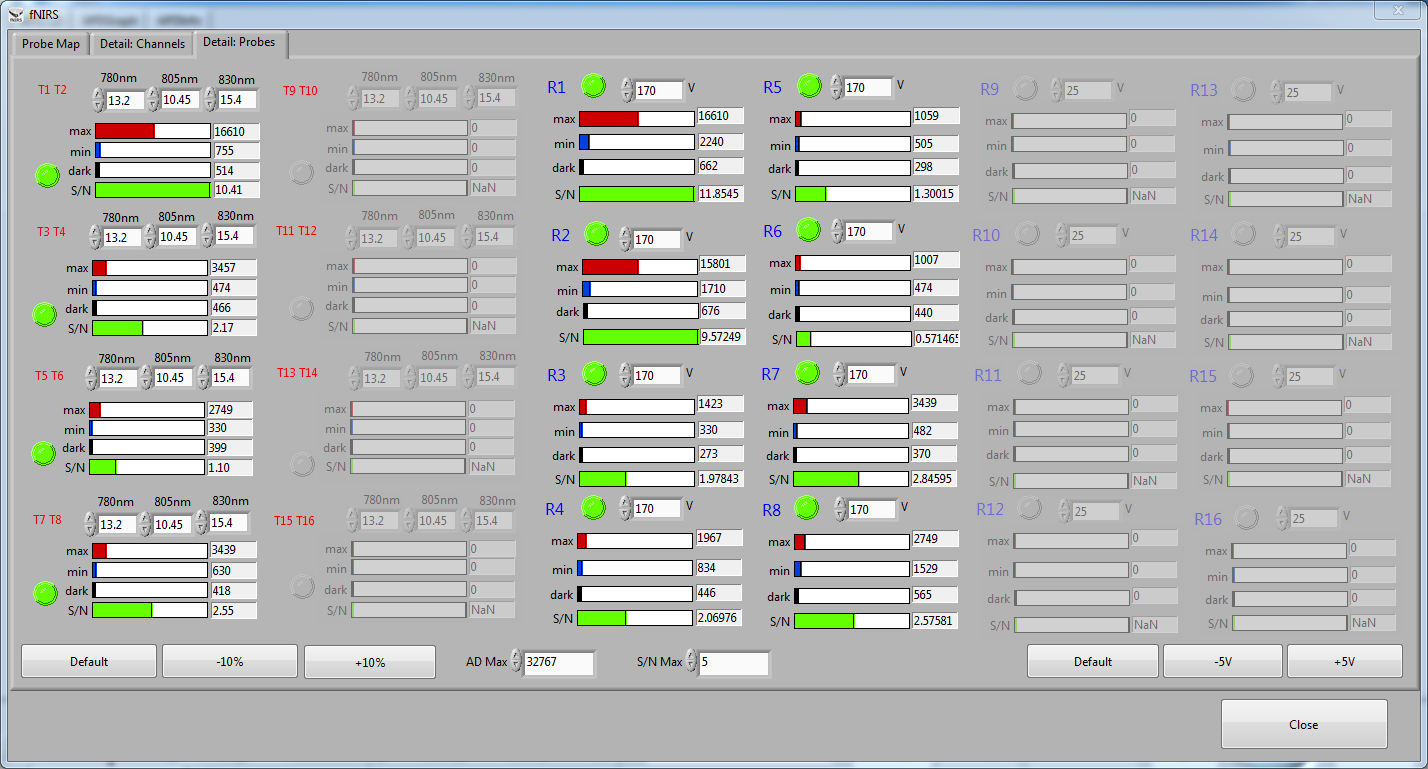 fNIRS
Probe Map Detail: Channels Detail: Probes
T1 T2 780nm 805nm 830nm
13.2 10.45 15.4
max 16610
min 755
dark 514
S/N 10.41
T3 T4 780nm 805nm 830nm
13.2 10.45 15.4
max 3457
min 474
dark 466
S/N 2.17
T5 T6 780nm 805nm 830nm
13.2 10.45 15.4
max 2749
min 330
dark 399
S/N 1.10
T7 T8 780nm 805nm 830nm
13.2 10.45 15.4
max 3439
min 630
dark 418
S/N 2.55
T9 T10 780nm 805nm 830nm
13.2 10.45 15.4
max 0
min 0
dark 0
S/N NaN
T11 T12 780nm 805nm 830nm
13.2 10.45 15.4
max 0
min 0
dark 0
S/N NaN
T13 T14 780nm 805nm 830nm
13.2 10.45 15.4
max 0
min 0
dark 0
S/N NaN
T15 T16 780nm 805nm 830nm
13.2 10.45 15.4
max 0
min 0
dark 0
S/N NaN
R1 170 V
max 16610
min 2240
dark 662
S/N 11.8545
R2 170 V
max 15801
min 1710
dark 676
S/N 9.57249
R3 170 V
max 1423
min 330
dark 273
S/N 1.97843
R4 170 V
max 1967
min 834
dark 446
S/N 2.06976
R5 170 V
max 1059
min 505
dark 298
S/N 1.30015
R6 170 V
max 1007
min 474
dark 440
S/N 0.571465
R7 170 V
max 3439
min 482
dark 370
S/N 2.84595
R8 170 V
max 2749
min 1529
dark 565
S/N 2.57581
R9 25 V
max 0
min 0
dark 0
S/N NaN
R10 25 V
max 0
min 0
dark 0
S/N NaN
R11 25 V
max 0
min 0
dark 0
S/N NaN
R12 25 V
max 0
min 0
dark 0
S/N NaN
R13 25 V
max 0
min 0
dark 0
S/N NaN
R14 25 V
max 0
min 0
dark 0
S/N NaN
R15 25 V
max 0
min 0
dark 0
S/N NaN
R16 25 V
max 0
min 0
dark 0
S/N NaN
Default -10% +10% AD Max 32767 S/N Max 5 Default -5V +5V
Close